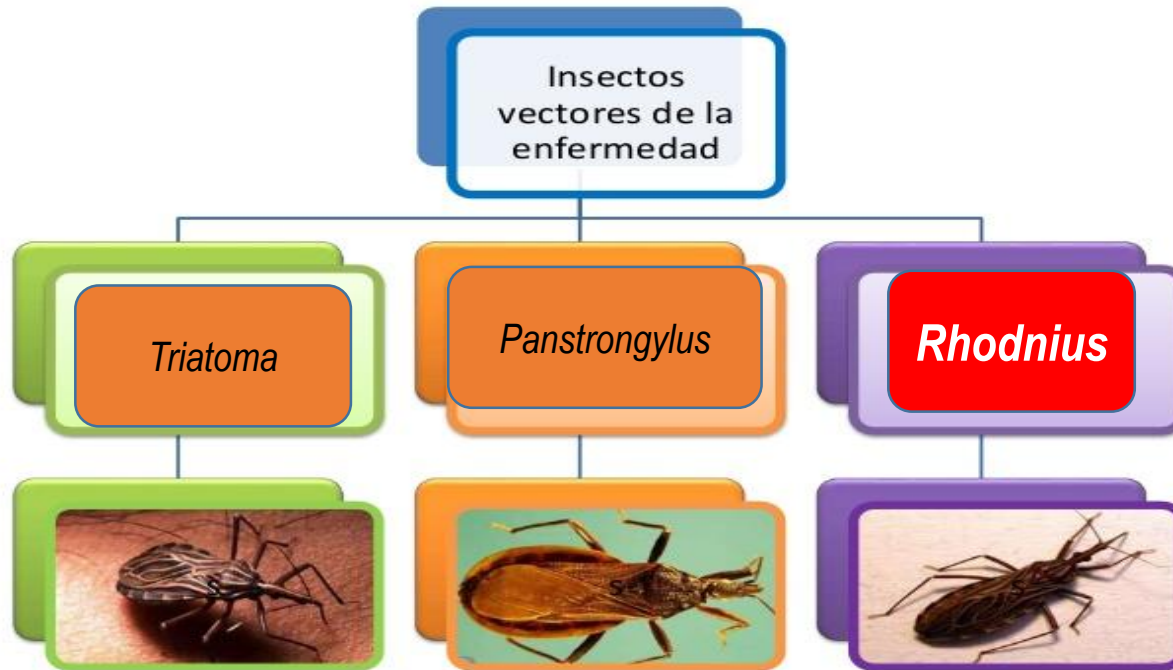 Insectos
vectores de la
enfermedad
Triatoma
Panstrongylus
Rhodnius